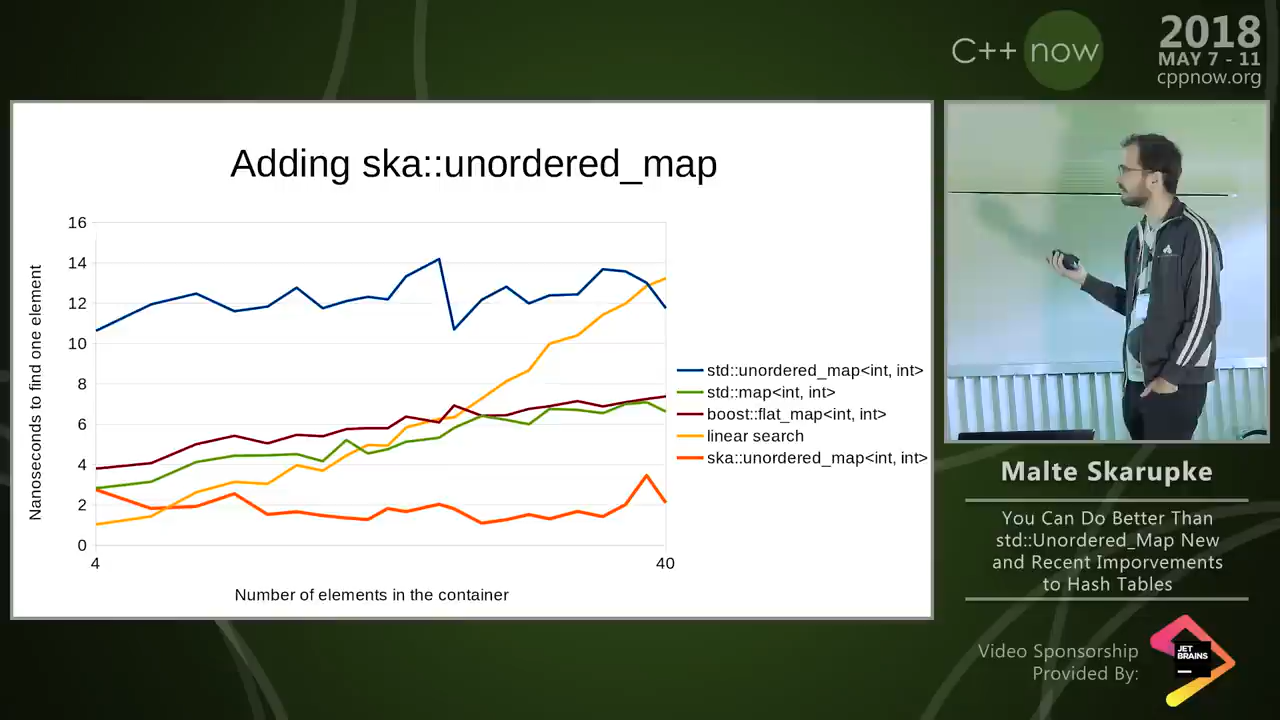 C++ now
2018
MAY 7 - 11
cppnow.org
Adding ska::unordered_map
Nanoseconds to find one element
16
14
12
10
8
6
4
2
0
4
40
Number of elements in the container
std::unordered_map<int, int>
std::map<int, int>
boost::flat_map<int, int>
linear search
ska::unordered_map<int, int>
Malte Skarupke
You Can Do Better Than
std::Unordered_Map New
and Recent Imporvements
to Hash Tables
Video Sponsorship
Provided By:
JET
BRAINS